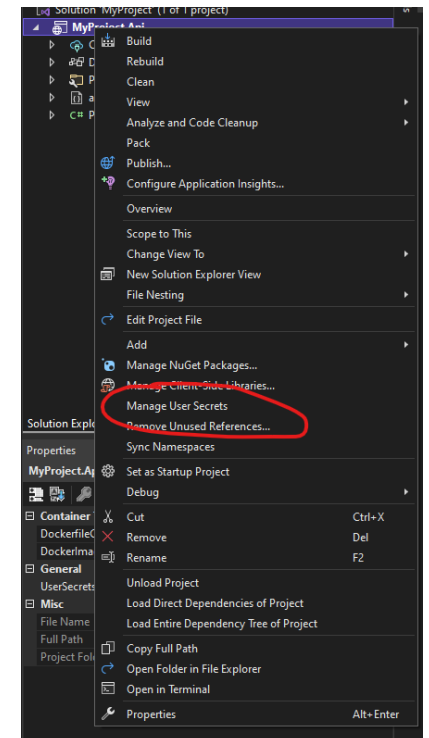 Solution 'MyProject' (1 of 1 project)
MyProject.Api
Build
Rebuild
Clean
View
Analyze and Code Cleanup
Pack
Publish...
Configure Application Insights...
Overview
Scope to This
Change View To
New Solution Explorer View
File Nesting
Edit Project File
Add
Manage NuGet Packages...
Manage Client-Side Libraries...
Manage User Secrets
Remove Unused References...
Sync Namespaces
Set as Startup Project
Debug
Cut Ctrl+X
Remove Del
Rename F2
Unload Project
Load Direct Dependencies of Project
Load Entire Dependency Tree of Project
Copy Full Path
Open Folder in File Explorer
Open in Terminal
Properties Alt+Enter
C
D
P
a
C# P
Solution Explo
Properties
MyProject.Ap
Container
DockerfileC
DockerIma
General
UserSecrets
Misc
File Name
Full Path
Project Fol